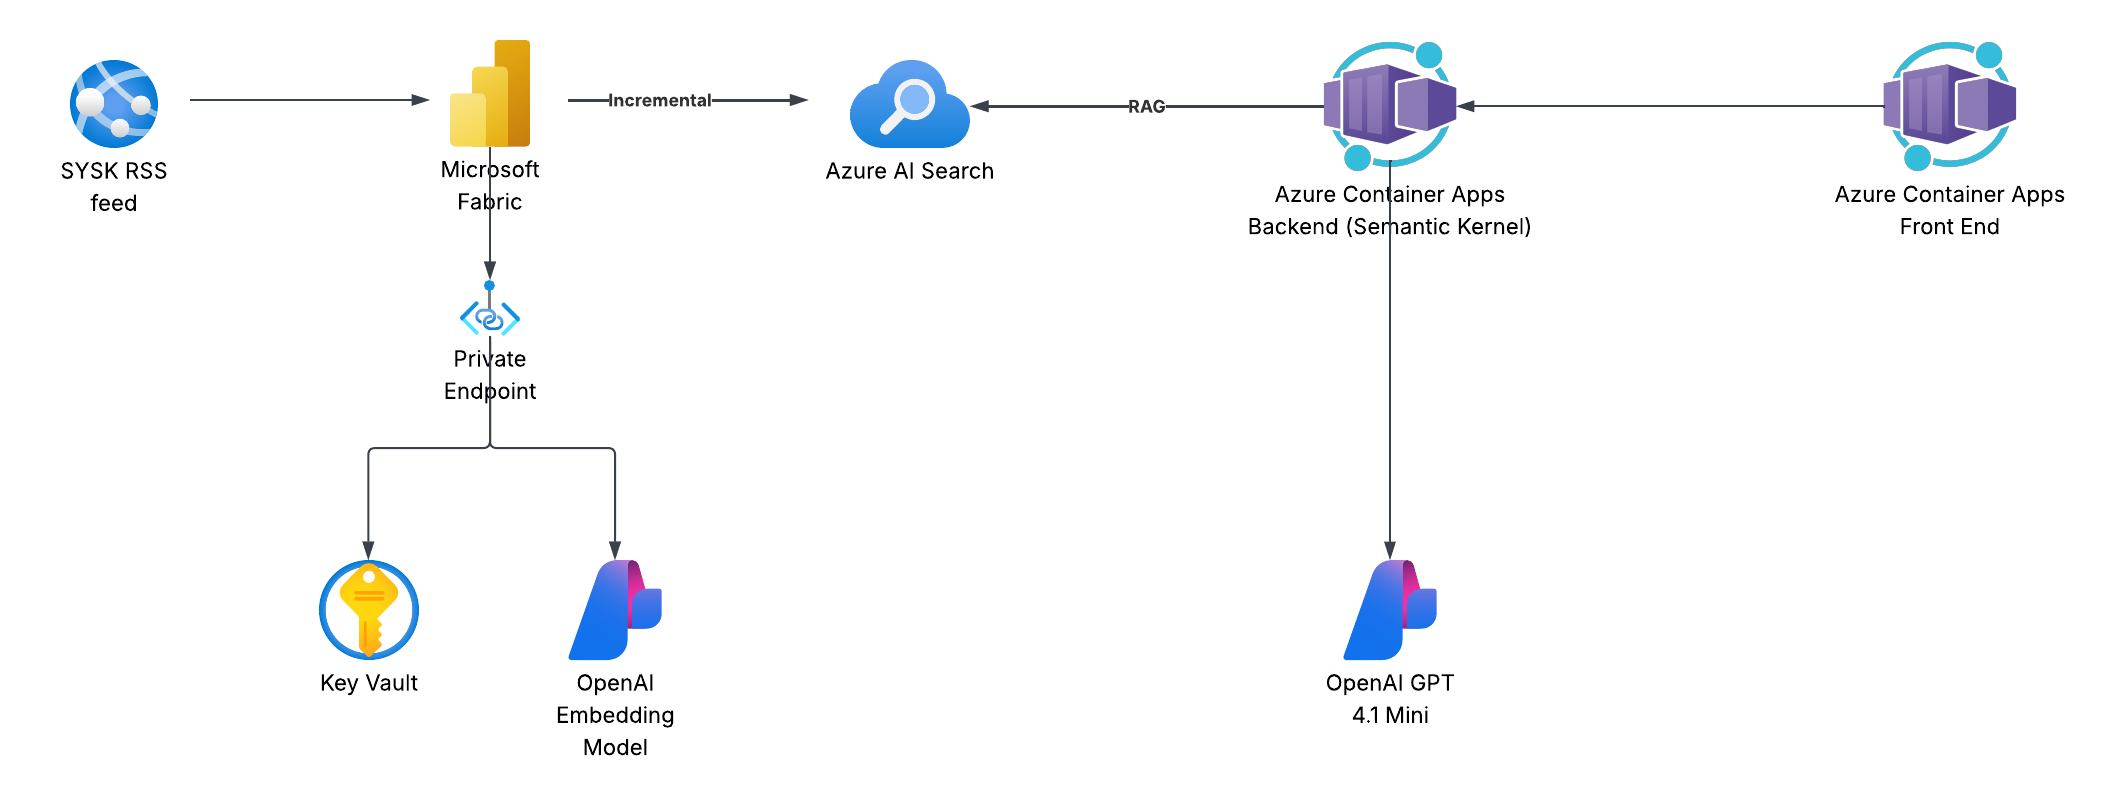 SYSK RSS
feed
Microsoft
Fabric
Incremental
Azure AI Search
RAG
Azure Container Apps
Backend (Semantic Kernel)
Azure Container Apps
Front End
Private
Endpoint
Key Vault
OpenAI
Embedding
Model
OpenAI GPT
4.1 Mini